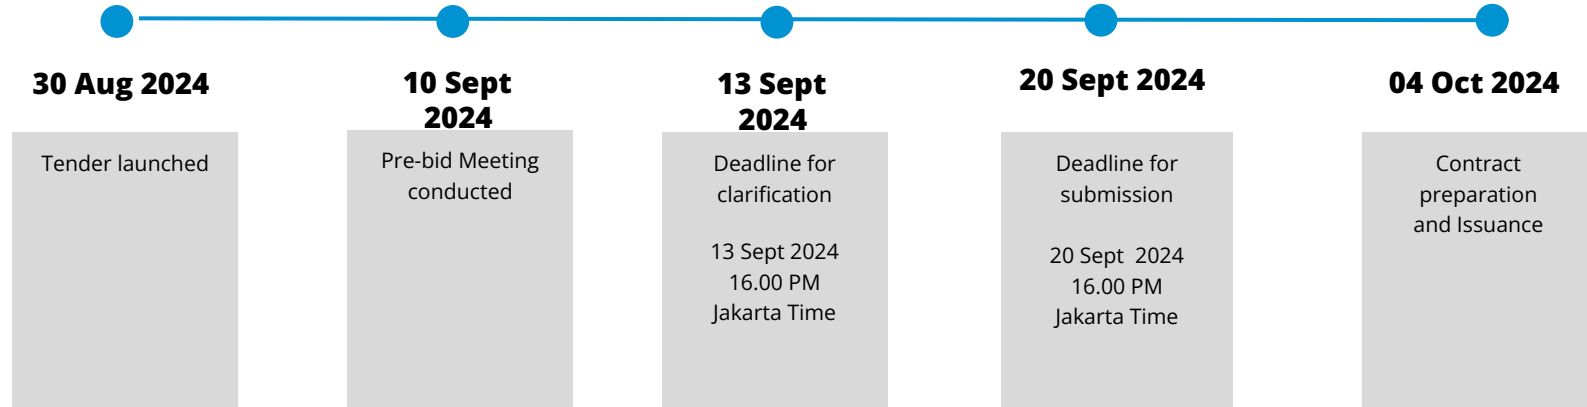 30 Aug 2024
Tender launched
10 Sept
2024
Pre-bid Meeting
conducted
13 Sept
2024
Deadline for
clarification
13 Sept 2024
16.00 PM
Jakarta Time
20 Sept 2024
Deadline for
submission
20 Sept  2024
16.00 PM
Jakarta Time
04 Oct 2024
Contract
preparation
and Issuance